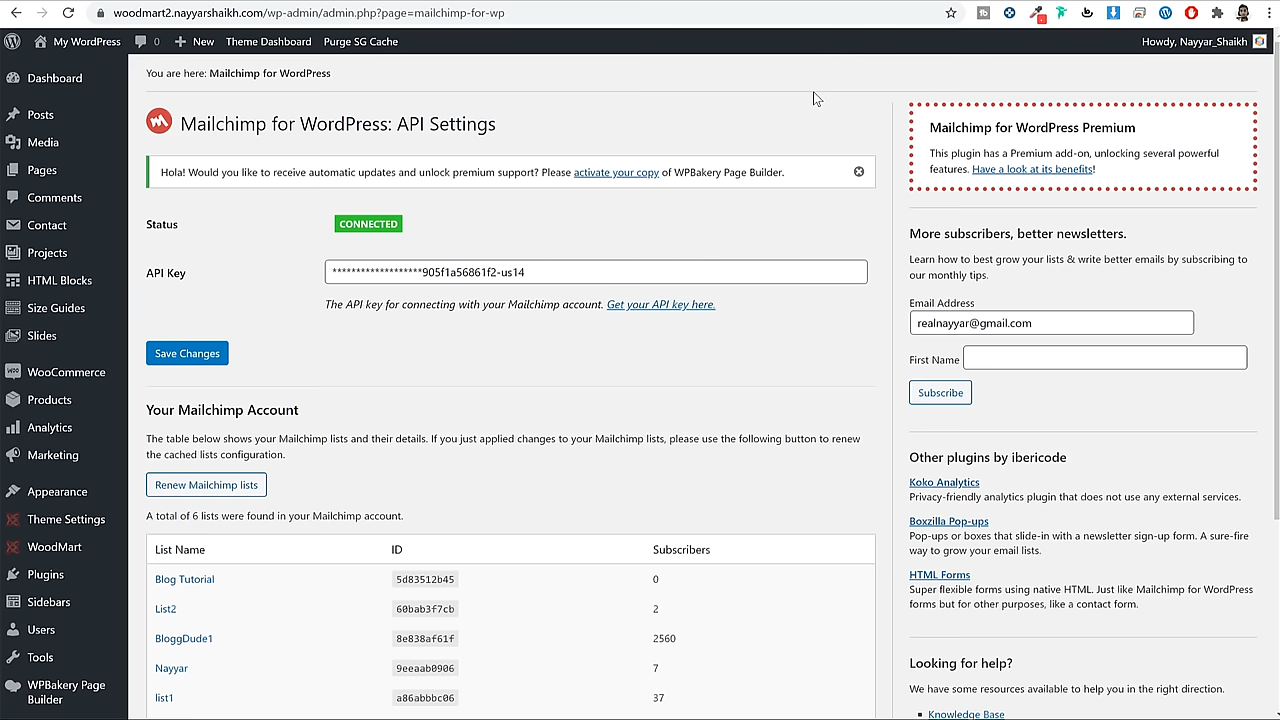 woodmart2.nayyarshaikh.com/wp-admin/admin.php?page=mailchimp-for-wp
My WordPress 0 New Theme Dashboard Purge SG Cache Howdy, Nayyar_Shaikh
Dashboard
Posts
Media
Pages
Comments
Contact
Projects
HTML Blocks
Size Guides
Slides
WooCommerce
Products
Analytics
Marketing
Appearance
Theme Settings
WoodMart
Plugins
Sidebars
Users
Tools
WPBakery Page
Builder
You are here: Mailchimp for WordPress
Mailchimp for WordPress: API Settings
Hola! Would you like to receive automatic updates and unlock premium support? Please activate your copy of WPBakery Page Builder.
Status CONNECTED
API Key *******************905f1a56861f2-us14
The API key for connecting with your Mailchimp account. Get your API key here.
Save Changes
Your Mailchimp Account
The table below shows your Mailchimp lists and their details. If you just applied changes to your Mailchimp lists, please use the following button to renew
the cached lists configuration.
Renew Mailchimp lists
A total of 6 lists were found in your Mailchimp account.
List Name ID Subscribers
Blog Tutorial 5d83512b45 0
List2 60bab3f7cb 2
BloggDude1 8e838af61f 2560
Nayyar 9eeaab0906 7
list1 a86abbbc06 37
Mailchimp for WordPress Premium
This plugin has a Premium add-on, unlocking several powerful
features. Have a look at its benefits!
More subscribers, better newsletters.
Learn how to best grow your lists & write better emails by subscribing to
our monthly tips.
Email Address
realnayyar@gmail.com
First Name
Subscribe
Other plugins by ibericode
Koko Analytics
Privacy-friendly analytics plugin that does not use any external services.
Boxzilla Pop-ups
Pop-ups or boxes that slide-in with a newsletter sign-up form. A sure-fire
way to grow your email lists.
HTML Forms
Super flexible forms using native HTML. Just like Mailchimp for WordPress
forms but for other purposes, like a contact form.
Looking for help?
We have some resources available to help you in the right direction.
Knowledge Base